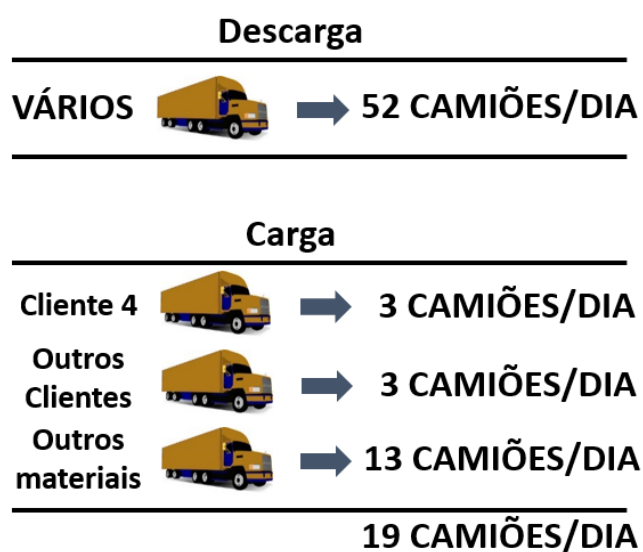 Descarga
VÁRIOS 52 CAMIÕES/DIA
Carga
Cliente 4 3 CAMIÕES/DIA
Outros
Clientes 3 CAMIÕES/DIA
Outros
materiais 13 CAMIÕES/DIA
19 CAMIÕES/DIA